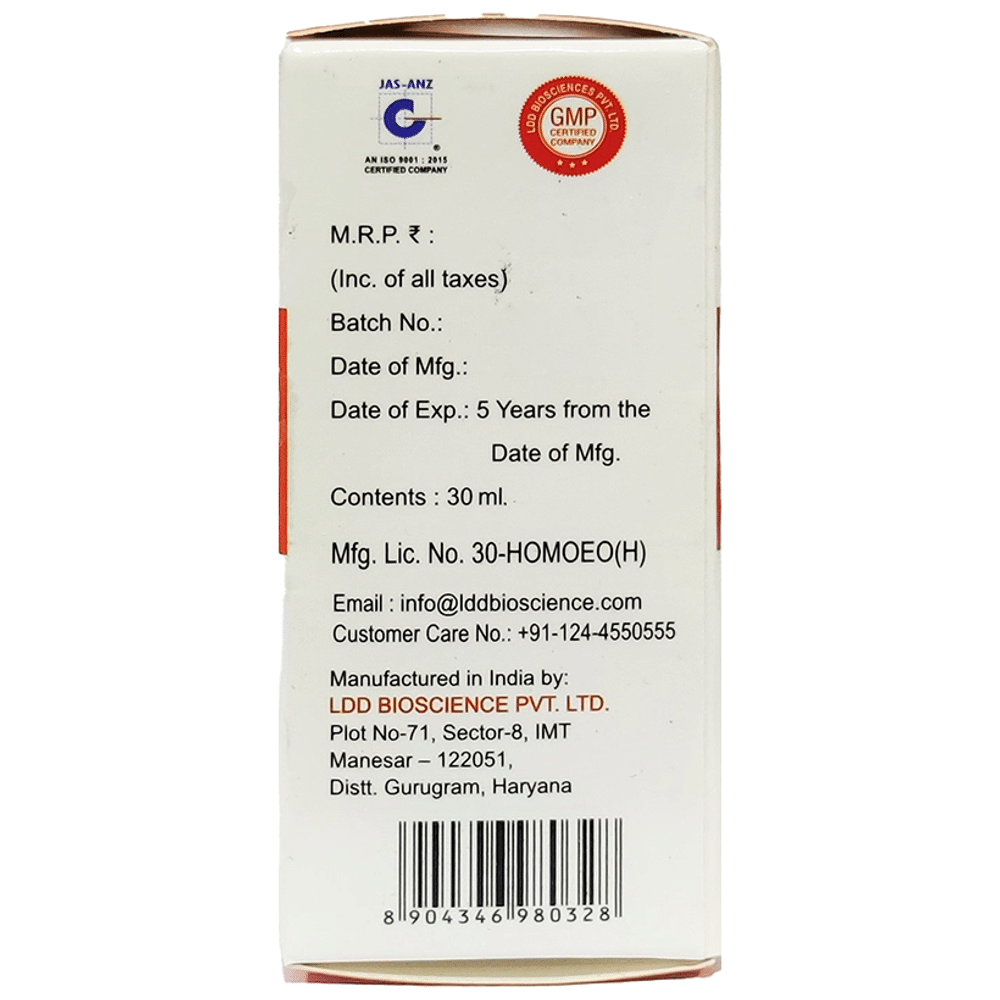 JAS-ANZ
®
AN ISO 9001 : 2015
CERTIFIED COMPANY
LDD BIOSCIENCES PVT. LTD.
GMP
CERTIFIED
COMPANY
M.R.P. ₹ :
(Inc. of all taxes)
Batch No.:
Date of Mfg.:
Date of Exp.: 5 Years from the
Date of Mfg.
Contents : 30 ml.
Mfg. Lic. No. 30-HOMOEO(H)
Email : info@lddbioscience.com
Customer Care No.: +91-124-4550555
Manufactured in India by:
LDD BIOSCIENCE PVT. LTD.
Plot No-71, Sector-8, IMT
Manesar – 122051,
Distt. Gurugram, Haryana
8 904346 980328